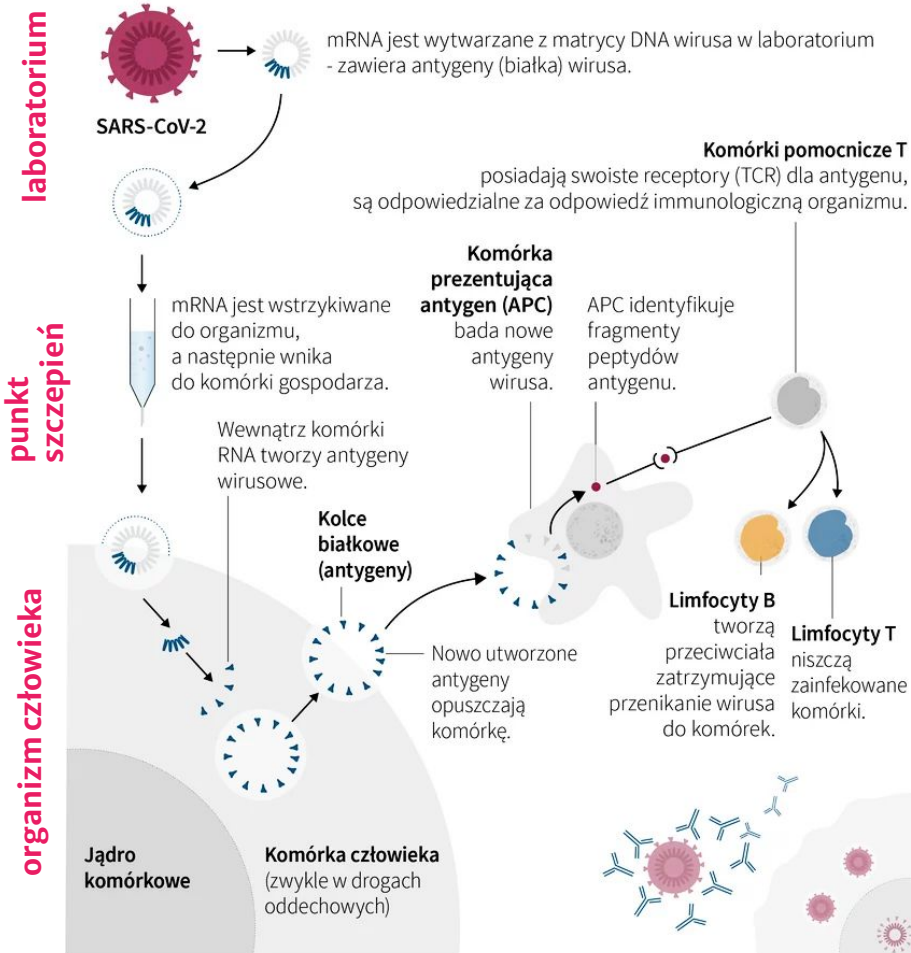 laboratorium
mRNA jest wytwarzane z matrycy DNA wirusa w laboratorium
- zawiera antygeny (białka) wirusa.
SARS-CoV-2
Komórki pomocnicze T
posiadają swoiste receptory (TCR) dla antygenu,
są odpowiedzialne za odpowiedź immunologiczną organizmu.
punkt
szczepień
mRNA jest wstrzykiwane
do organizmu,
a następnie wnika
do komórki gospodarza.
Komórka
prezentująca
antygen (APC)
bada nowe
antygeny
wirusa.
APC identyfikuje
fragmenty
peptydów
antygenu.
Wewnątrz komórki
RNA tworzy antygeny
wirusowe.
organizm człowieka
Kolce
białkowe
(antygeny)
Nowo utworzone
antygeny
opuszczają
komórkę.
Limfocyty B
tworzą
przeciwciała
zatrzymujące
przenikanie wirusa
do komórek.
Limfocyty T
niszczą
zainfekowane
komórki.
Jądro
komórkowe
Komórka człowieka
(zwykle w drogach
oddechowych)